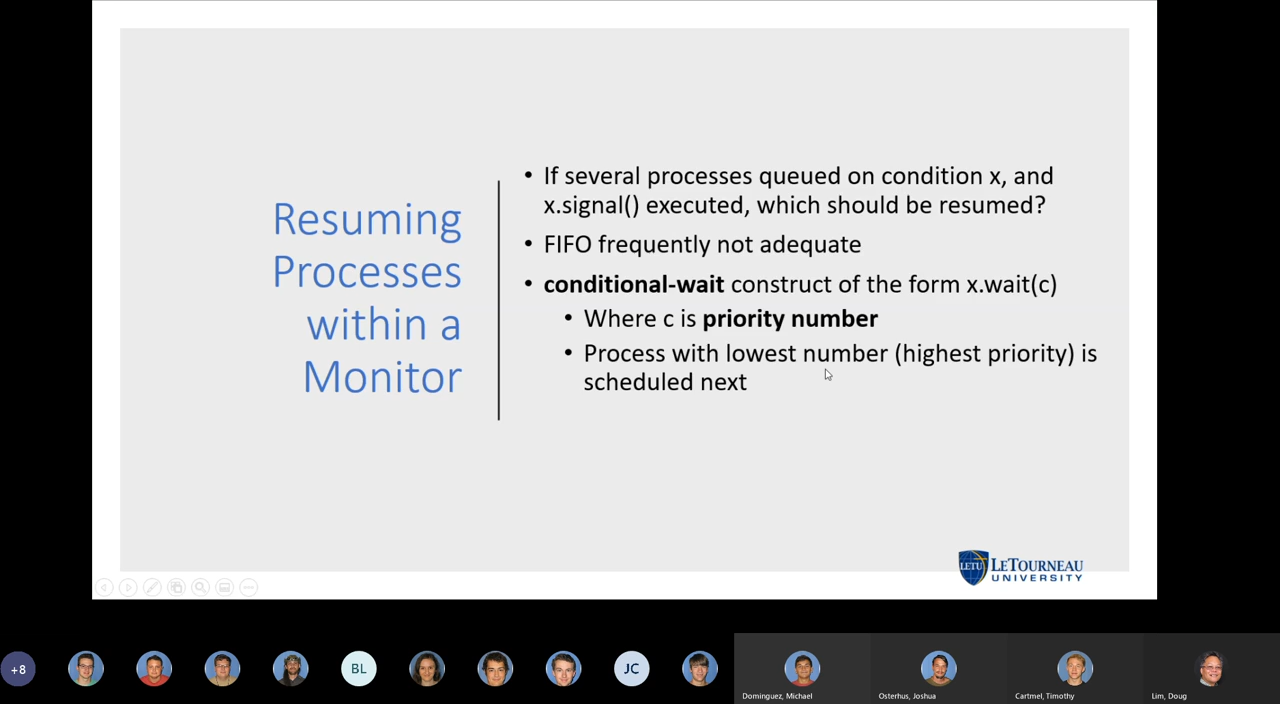 Resuming
Processes
within a
Monitor
• If several processes queued on condition x, and
x.signal() executed, which should be resumed?
• FIFO frequently not adequate
• conditional-wait construct of the form x.wait(c)
• Where c is priority number
• Process with lowest number (highest priority) is
scheduled next
LETU
LETOURNEAU
UNIVERSITY
+8
BL
JC
Dominguez, Michael
Osterhus, Joshua
Cartmel, Timothy
Lim, Doug